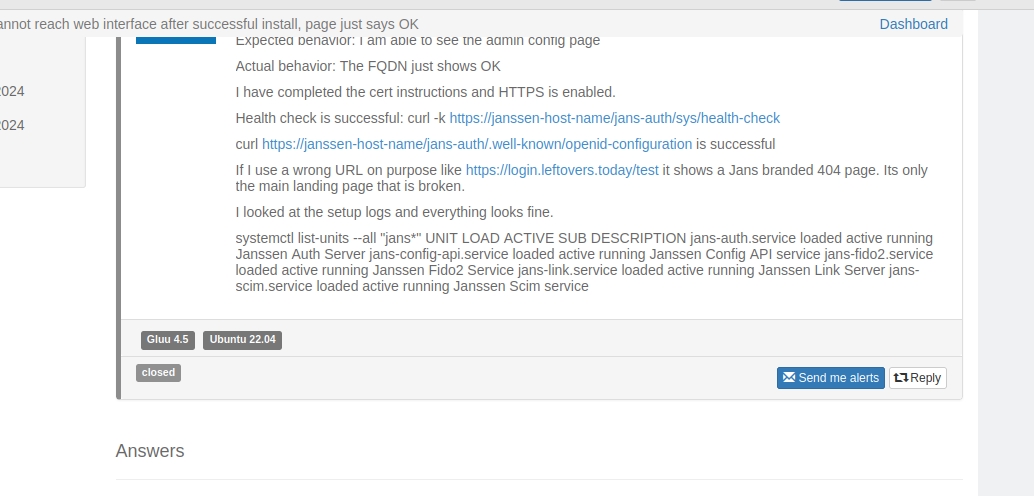 annot reach web interface after successful install, page just says OK
Dashboard
2024
2024
Expected behavior: I am able to see the admin config page
Actual behavior: The FQDN just shows OK
I have completed the cert instructions and HTTPS is enabled.
Health check is successful: curl -k https://janssen-host-name/jans-auth/sys/health-check
curl https://janssen-host-name/jans-auth/.well-known/openid-configuration is successful
If I use a wrong URL on purpose like https://login.leftovers.today/test it shows a Jans branded 404 page. Its only
the main landing page that is broken.
I looked at the setup logs and everything looks fine.
systemctl list-units --all "jans*" UNIT LOAD ACTIVE SUB DESCRIPTION jans-auth.service loaded active running
Janssen Auth Server jans-config-api.service loaded active running Janssen Config API service jans-fido2.service
loaded active running Janssen Fido2 Service jans-link.service loaded active running Janssen Link Server jans-
scim.service loaded active running Janssen Scim service
Gluu 4.5 Ubuntu 22.04
closed
Send me alerts Reply
Answers